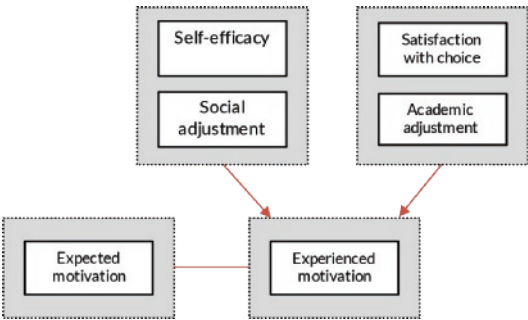 Self-efficacy
Satisfaction
with choice
Social
adjustment
Academic
adjustment
Expected
motivation
Experienced
motivation